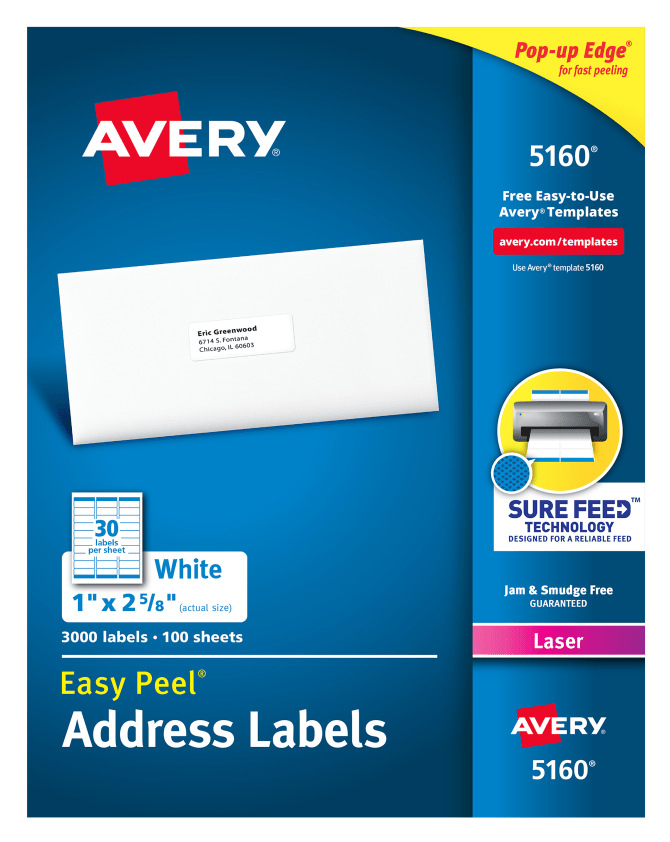 Pop-up Edge®
for fast peeling
AVERY®
5160®
Free Easy-to-Use
Avery® Templates
avery.com/templates
Use Avery® template 5160
Eric Greenwood
6714 S. Fontana
Chicago, IL 60603
SURE FEED™
TECHNOLOGY
DESIGNED FOR A RELIABLE FEED
30
labels
per sheet
White
1" x 2 5/8" (actual size)
3000 labels • 100 sheets
Jam & Smudge Free
GUARANTEED
Laser
Easy Peel®
Address Labels
AVERY®
5160®